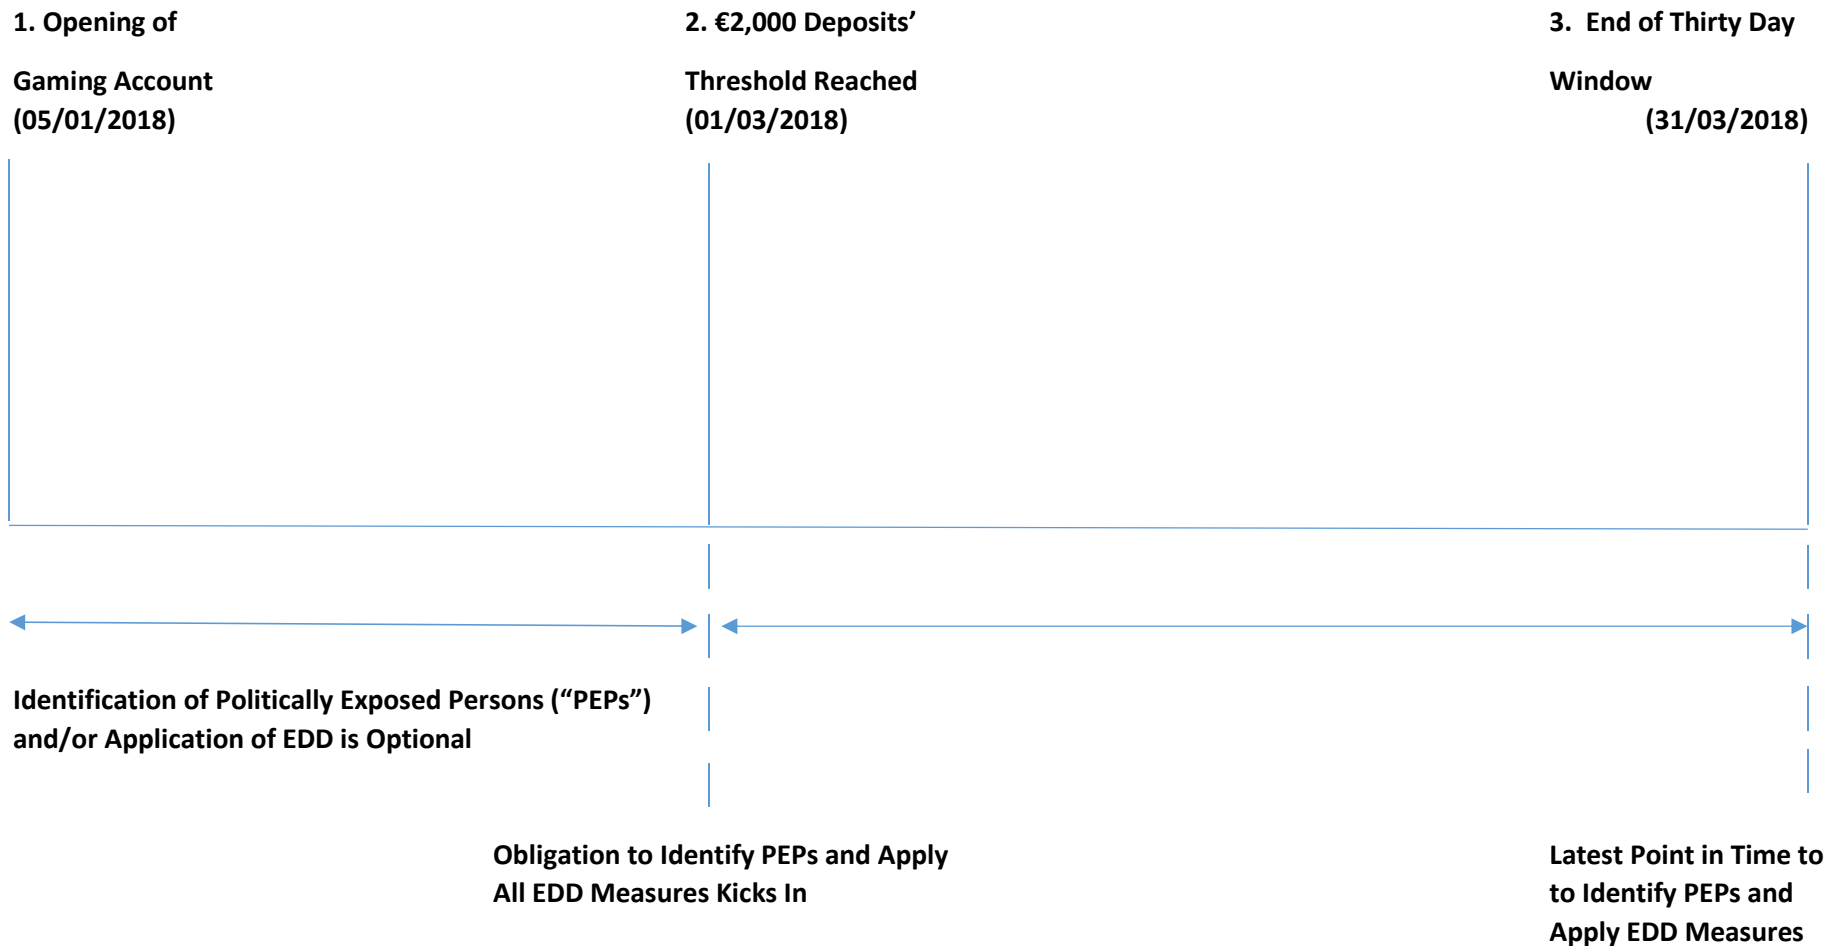 1. Opening of
Gaming Account
(05/01/2018)
2. €2,000 Deposits’
Threshold Reached
(01/03/2018)
3. End of Thirty Day
Window
(31/03/2018)
Identification of Politically Exposed Persons (“PEPs”)
and/or Application of EDD is Optional
Obligation to Identify PEPs and Apply
All EDD Measures Kicks In
Latest Point in Time to
to Identify PEPs and
Apply EDD Measures